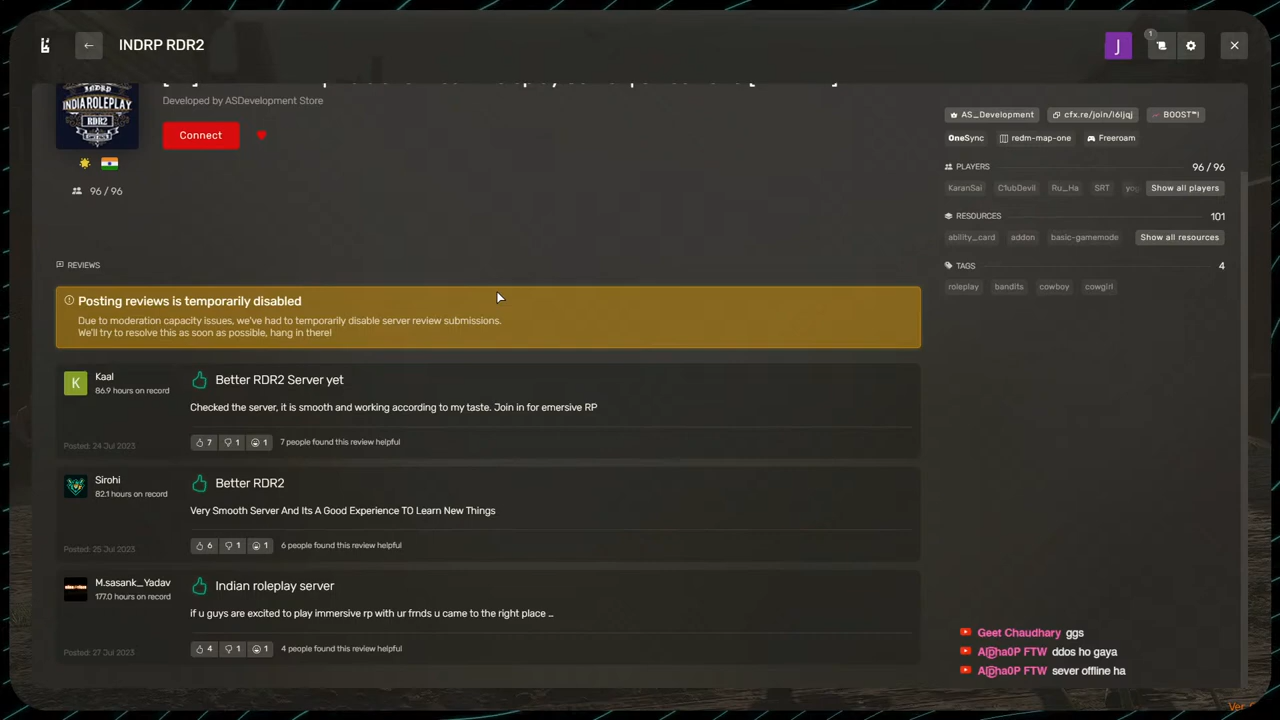 INDRP RDR2
J
1
INDIAROLEPLAY
RDR2
Developed by ASDevelopment Store
Connect
96 / 96
AS_Development
cfx.re/join/l6ljqj
BOOST™!
OneSync
redm-map-one
Freeroam
PLAYERS
96 / 96
KaranSai
C1ubDevil
Ru_Ha
SRT
Show all players
RESOURCES
101
ability_card
addon
basic-gamemode
Show all resources
TAGS
4
roleplay
bandits
cowboy
cowgirl
REVIEWS
Posting reviews is temporarily disabled
Due to moderation capacity issues, we've had to temporarily disable server review submissions.
We'll try to resolve this as soon as possible, hang in there!
K
Kaal
86.9 hours on record
Posted: 24 Jul 2023
Better RDR2 Server yet
Checked the server, it is smooth and working according to my taste. Join in for emersive RP
7
1
1
7 people found this review helpful
Sirohi
82.1 hours on record
Posted: 25 Jul 2023
Better RDR2
Very Smooth Server And Its A Good Experience TO Learn New Things
6
1
1
6 people found this review helpful
M.sasank_Yadav
177.0 hours on record
Posted: 27 Jul 2023
Indian roleplay server
if u guys are excited to play immersive rp with ur frnds u came to the right place ...
4
1
1
4 people found this review helpful
Geet Chaudhary ggs
Al∂ha0P FTW ddos ho gaya
Al∂ha0P FTW sever offline ha